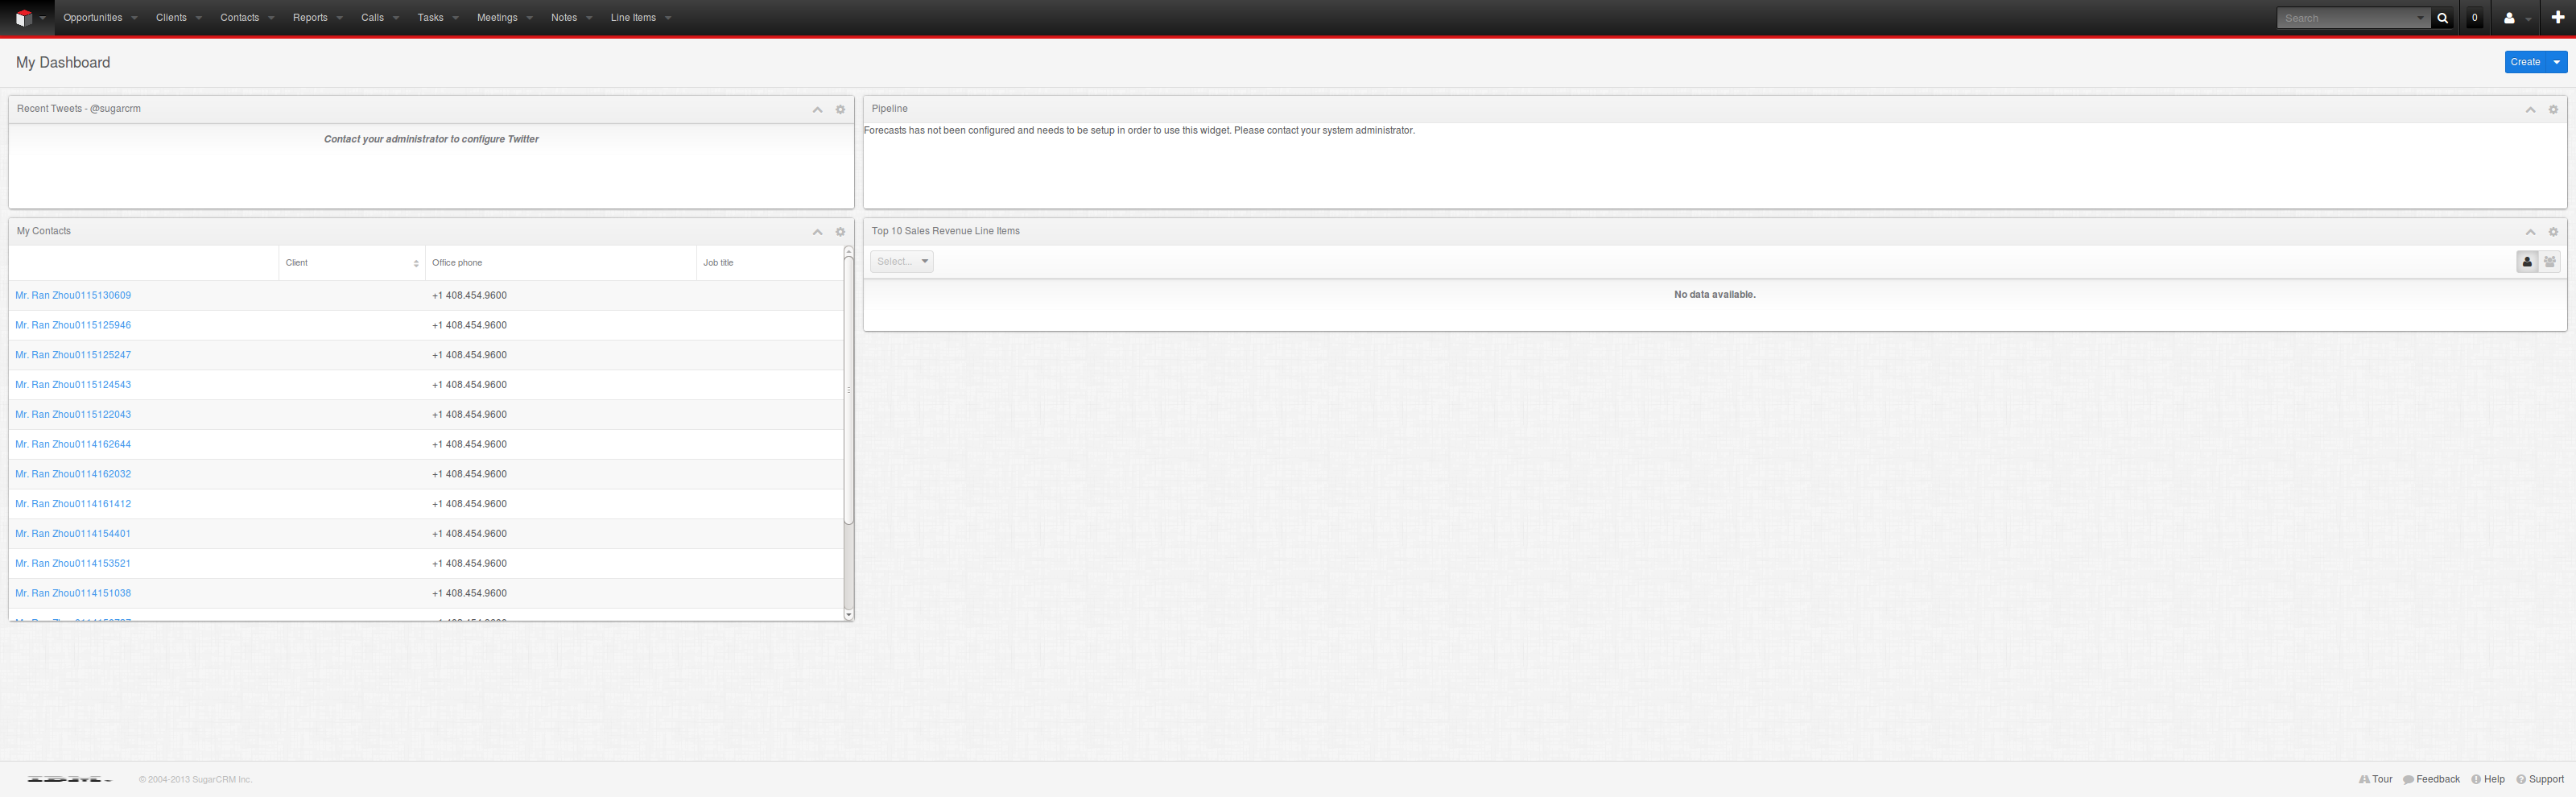 Opportunities Clients Contacts Reports Calls Tasks Meetings Notes Line Items Search 0
My Dashboard Create
Recent Tweets - @sugarcrm
Contact your administrator to configure Twitter
Pipeline
Forecasts has not been configured and needs to be setup in order to use this widget. Please contact your system administrator.
My Contacts
Client Office phone Job title
Mr. Ran Zhou0115130609 +1 408.454.9600
Mr. Ran Zhou0115125946 +1 408.454.9600
Mr. Ran Zhou0115125247 +1 408.454.9600
Mr. Ran Zhou0115124543 +1 408.454.9600
Mr. Ran Zhou0115122043 +1 408.454.9600
Mr. Ran Zhou0114162644 +1 408.454.9600
Mr. Ran Zhou0114162032 +1 408.454.9600
Mr. Ran Zhou0114161412 +1 408.454.9600
Mr. Ran Zhou0114154401 +1 408.454.9600
Mr. Ran Zhou0114153521 +1 408.454.9600
Mr. Ran Zhou0114151038 +1 408.454.9600
Top 10 Sales Revenue Line Items
Select...
No data available.
IBM. © 2004-2013 SugarCRM Inc. Tour Feedback Help Support